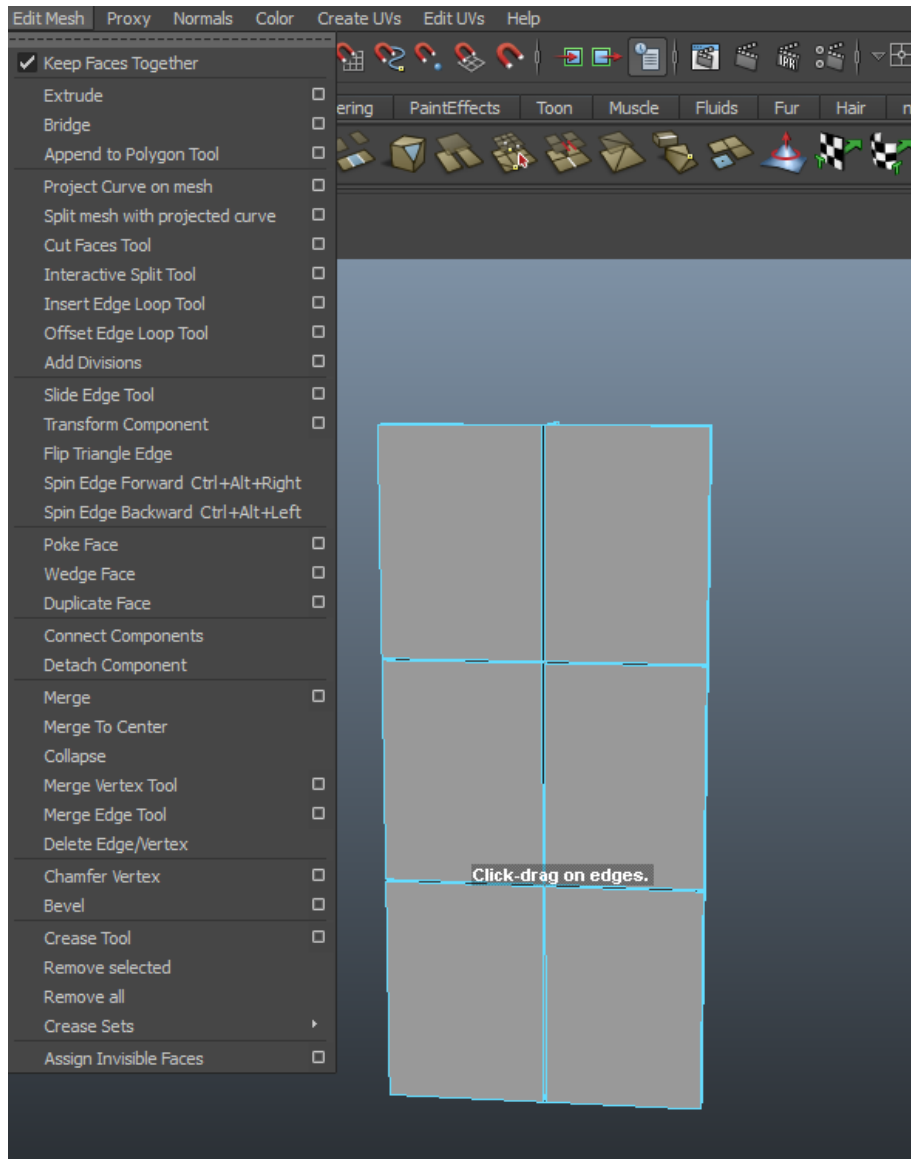 Edit Mesh Proxy Normals Color Create UVs Edit UVs Help
Keep Faces Together
IPR
Extrude
ering PaintEffects Toon Muscle Fluids Fur Hair n
Bridge
Append to Polygon Tool
Project Curve on mesh
Split mesh with projected curve
Cut Faces Tool
Interactive Split Tool
Insert Edge Loop Tool
Offset Edge Loop Tool
Add Divisions
Slide Edge Tool
Transform Component
Flip Triangle Edge
Spin Edge Forward Ctrl+Alt+Right
Spin Edge Backward Ctrl+Alt+Left
Poke Face
Wedge Face
Duplicate Face
Connect Components
Detach Component
Merge
Merge To Center
Collapse
Merge Vertex Tool
Merge Edge Tool
Delete Edge/Vertex
Click-drag on edges.
Chamfer Vertex
Bevel
Crease Tool
Remove selected
Remove all
Crease Sets
Assign Invisible Faces